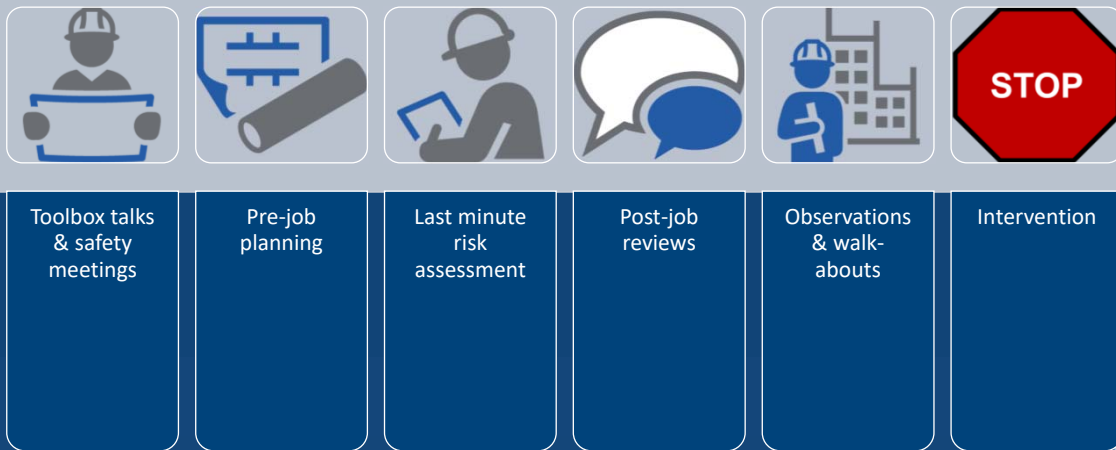 STOP
Toolbox talks
& safety
meetings
Pre-job
planning
Last minute
risk
assessment
Post-job
reviews
Observations
& walk-
abouts
Intervention